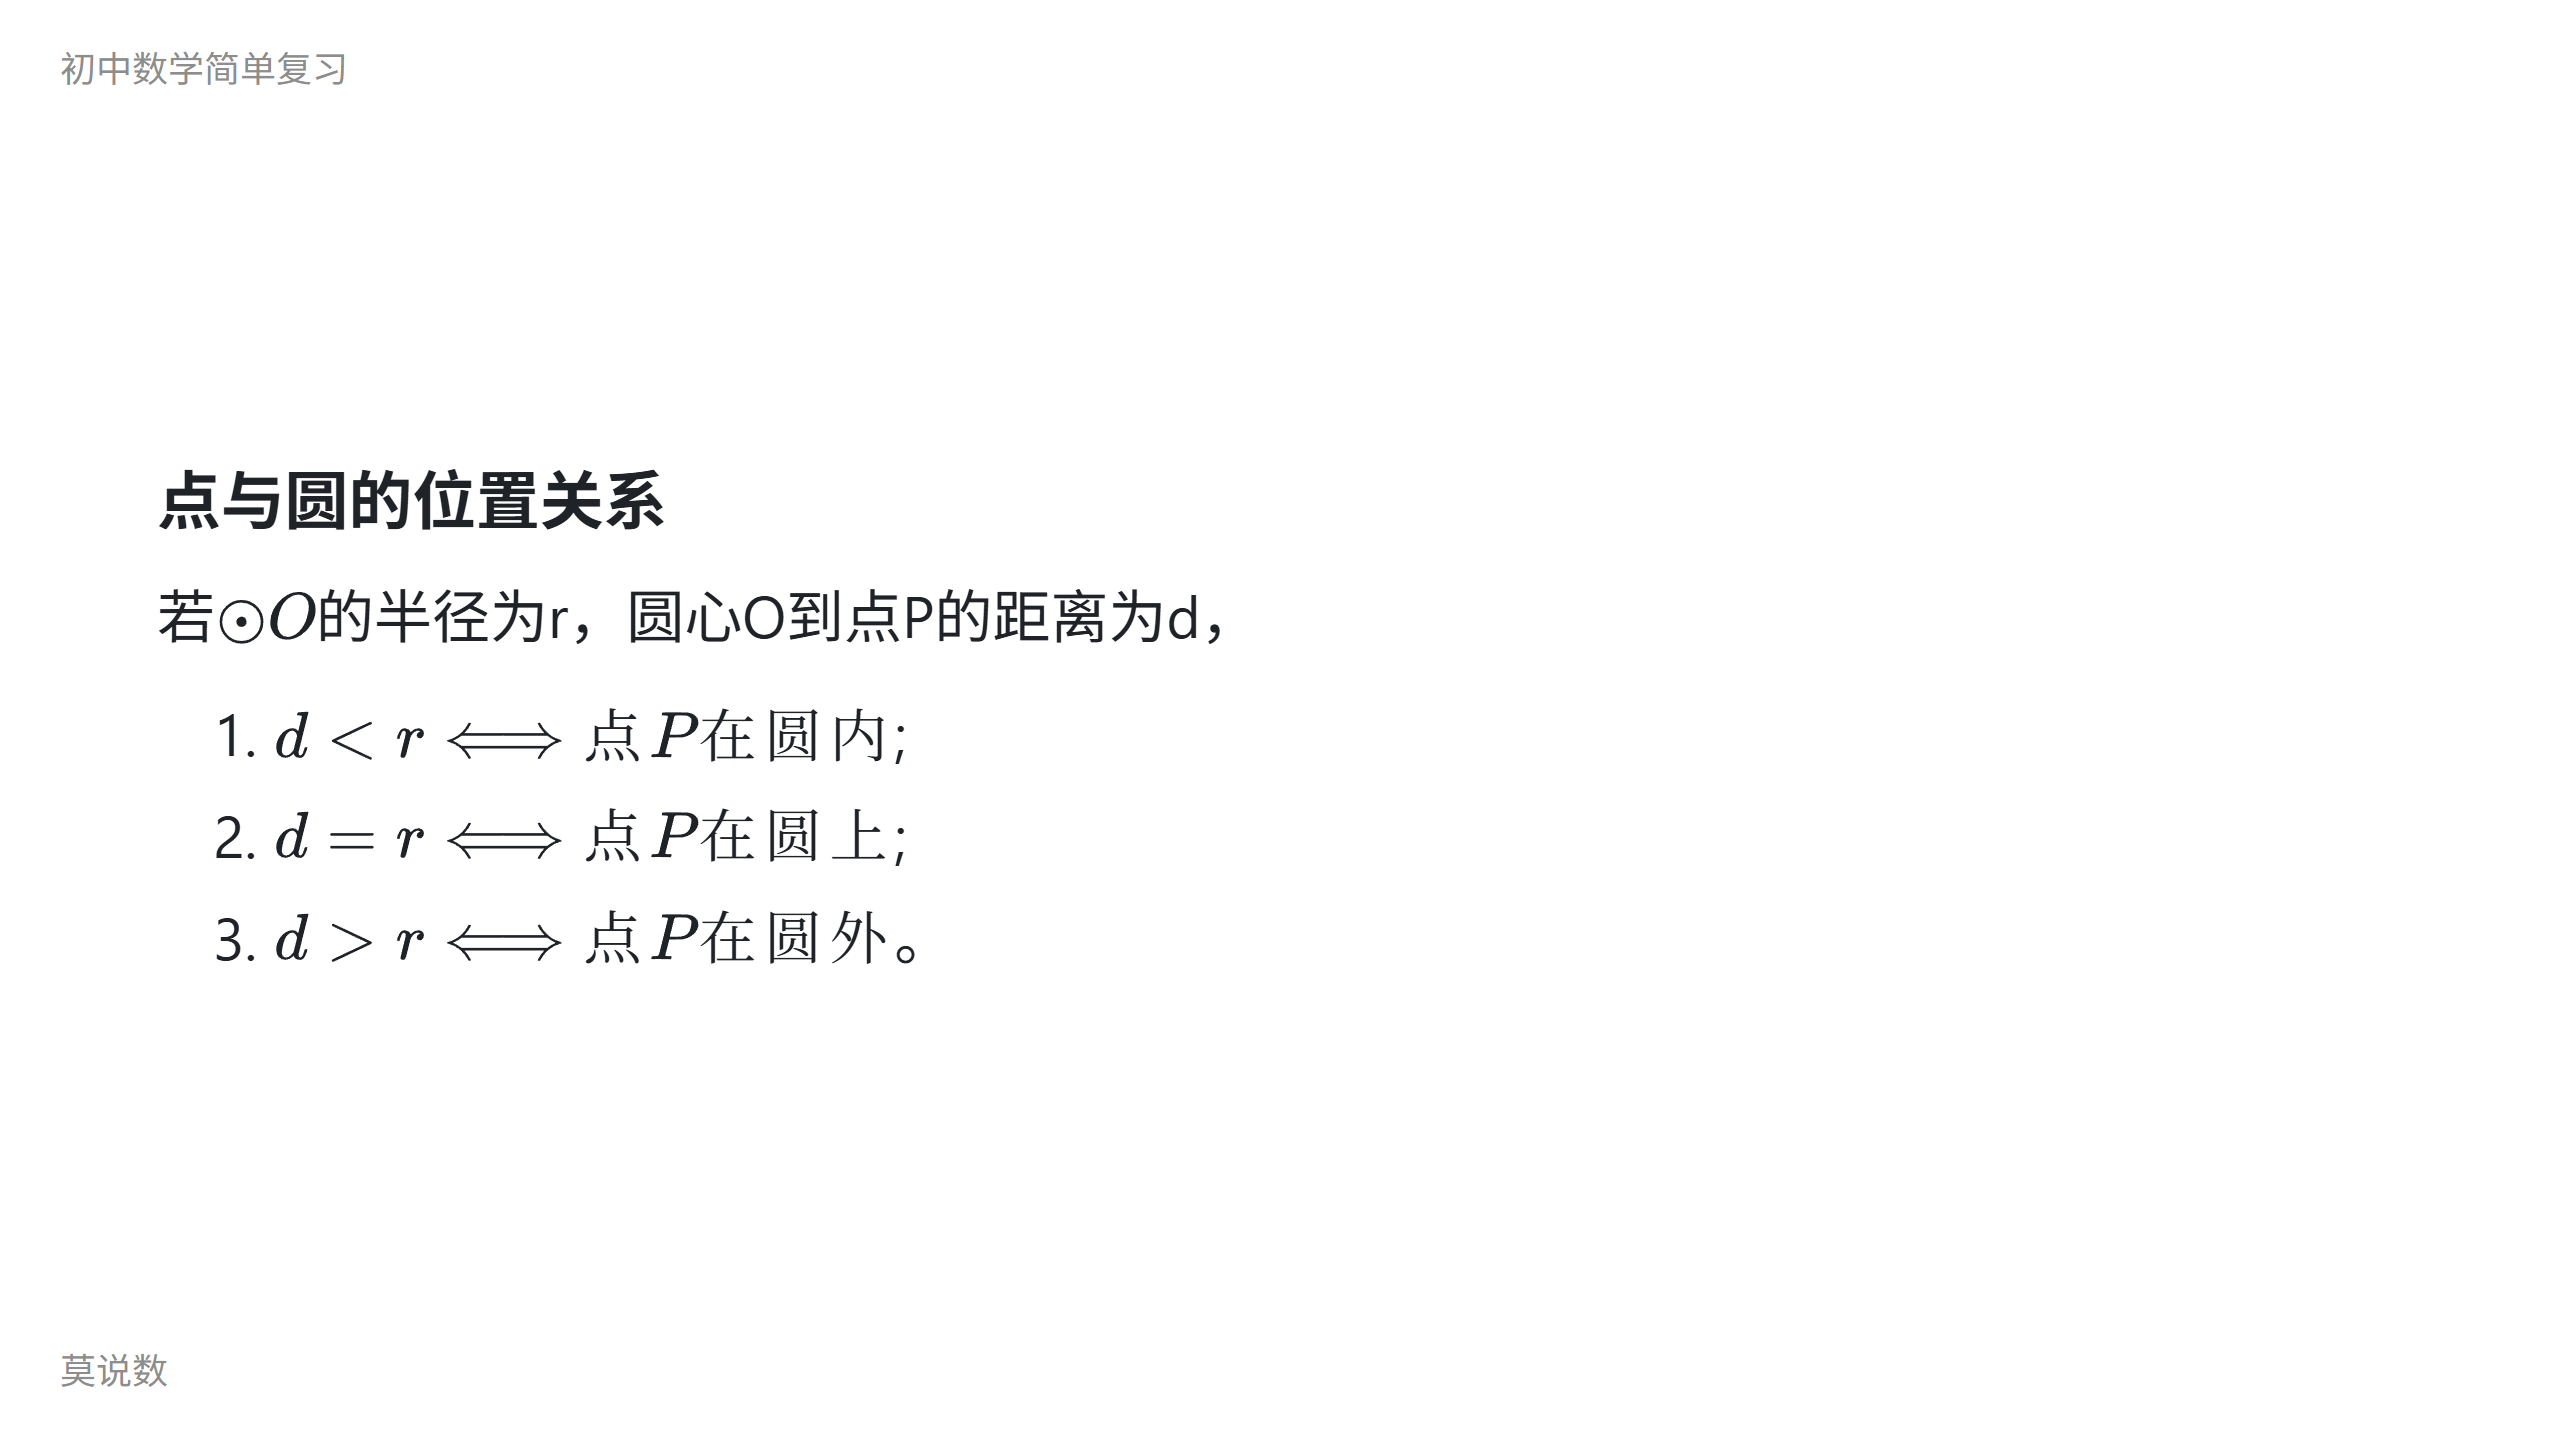 初中数学简单复习
点与圆的位置关系
若⊙O的半径为r，圆心O到点P的距离为d，
1. d < r ⟺ 点P在圆内;
2. d = r ⟺ 点P在圆上;
3. d > r ⟺ 点P在圆外。
莫说数